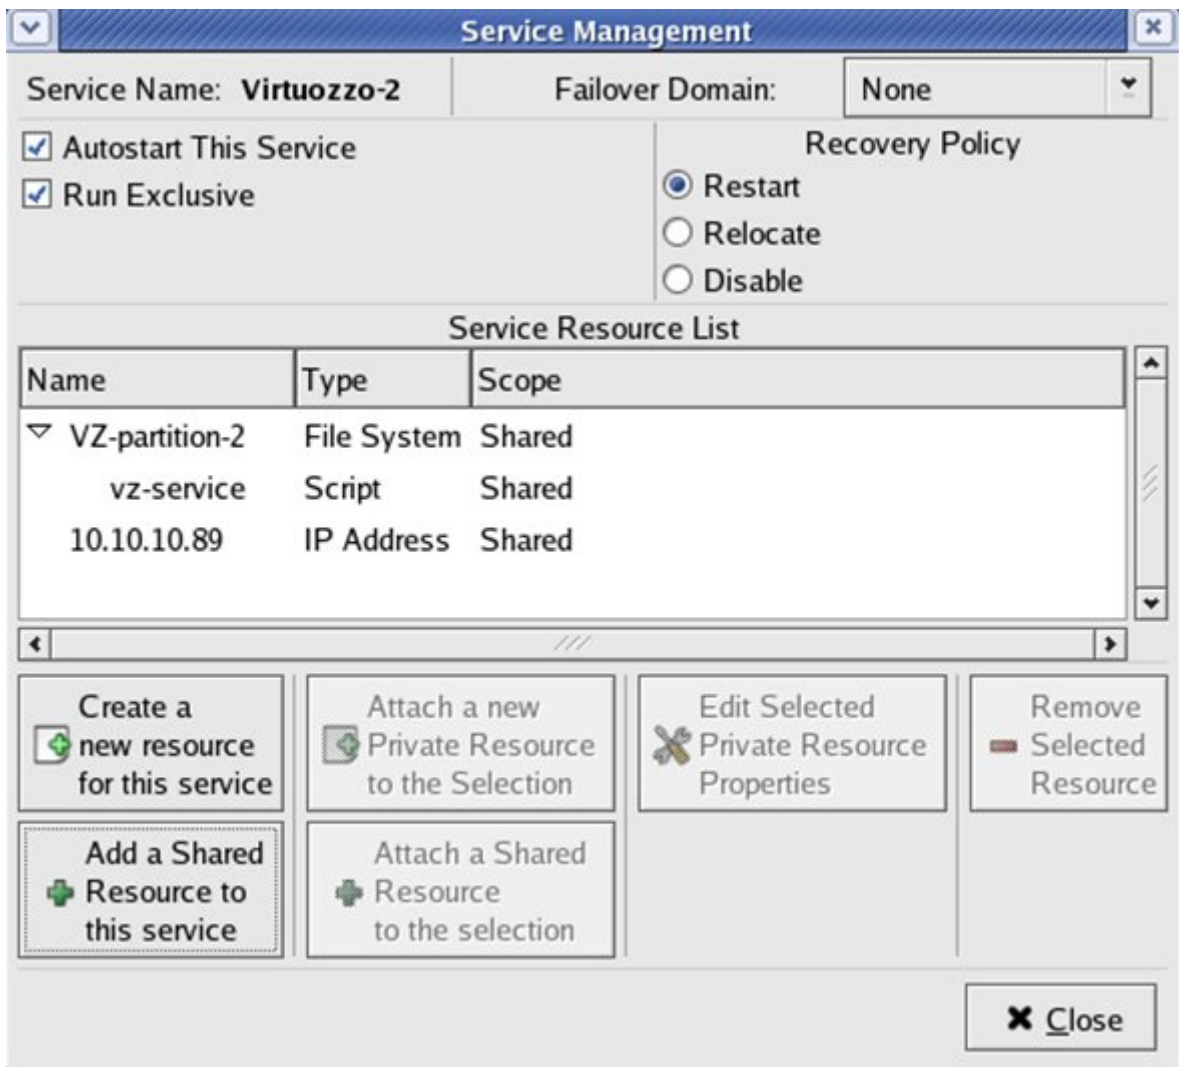 Service Management
Service Name: Virtuozzo-2 Failover Domain: None
Autostart This Service
Run Exclusive
Recovery Policy
Restart
Relocate
Disable
Service Resource List
Name Type Scope
VZ-partition-2 File System Shared
vz-service Script Shared
10.10.10.89 IP Address Shared
Create a
new resource
for this service
Attach a new
Private Resource
to the Selection
Edit Selected
Private Resource
Properties
Remove
Selected
Resource
Add a Shared
Resource to
this service
Attach a Shared
Resource
to the selection
Close